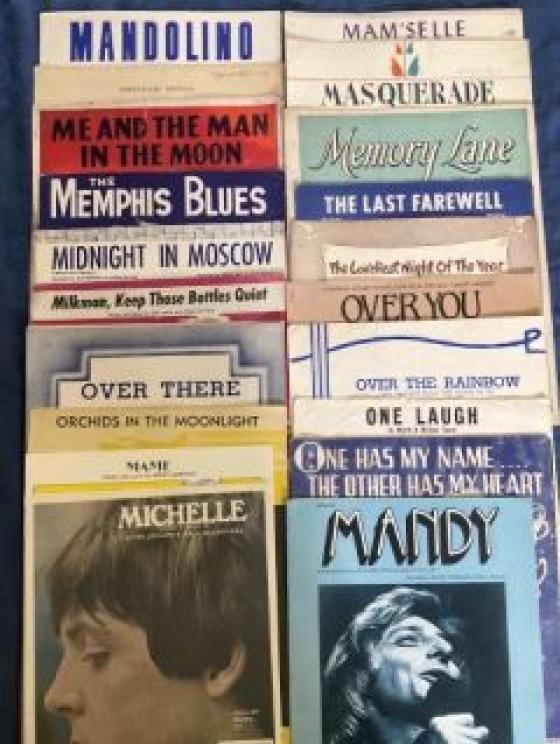 MANDOLINO
ME AND THE MAN
IN THE MOON
THE
MEMPHIS BLUES
MIDNIGHT IN MOSCOW
Milkman, Keep Those Bottles Quiet
OVER THERE
ORCHIDS IN THE MOONLIGHT
MAME
MICHELLE
MAM'SELLE
MASQUERADE
Memory Lane
THE LAST FAREWELL
The Loveliest Night Of The Year
OVER YOU
OVER THE RAINBOW
ONE LAUGH
ONE HAS MY NAME....
THE OTHER HAS MY HEART
MANDY